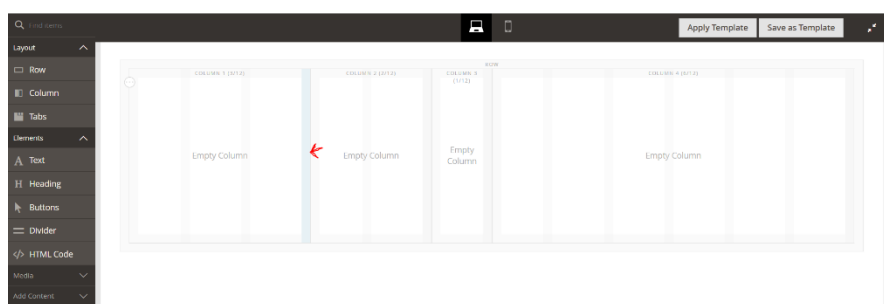 Find items
Apply Template
Save as Template
Layout
Row
Column
Tabs
Elements
Text
Heading
Buttons
Divider
HTML Code
Media
Add Content
ROW
COLUMN 1 (3/12)
Empty Column
COLUMN 2 (2/12)
Empty Column
COLUMN 3
(1/12)
Empty
Column
COLUMN 4 (6/12)
Empty Column